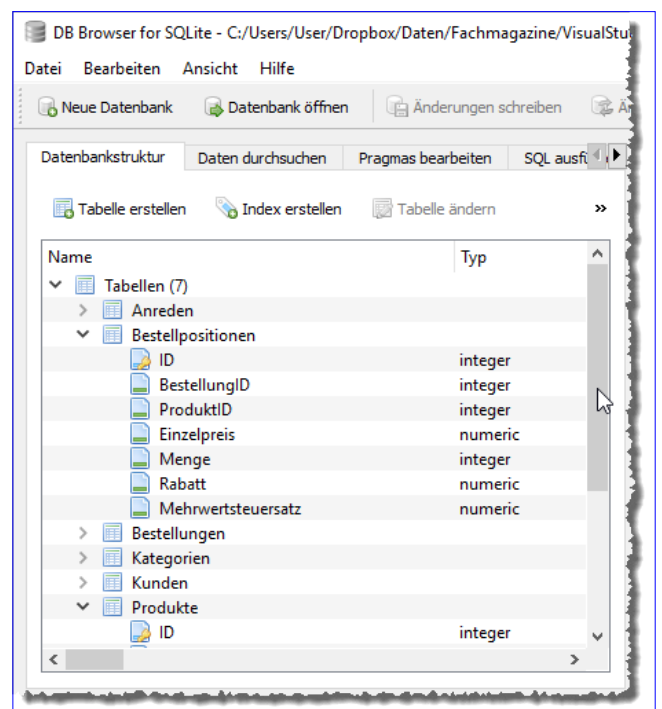 DB Browser for SQLite - C:/Users/User/Dropbox/Daten/Fachmagazine/VisualStu
Datei Bearbeiten Ansicht Hilfe
Neue Datenbank Datenbank öffnen Änderungen schreiben
Datenbankstruktur Daten durchsuchen Pragmas bearbeiten SQL ausfü
Tabelle erstellen Index erstellen Tabelle ändern »
Name Typ
Tabellen (7)
Anreden
Bestellpositionen
ID integer
BestellungID integer
ProduktID integer
Einzelpreis numeric
Menge integer
Rabatt numeric
Mehrwertsteuersatz numeric
Bestellungen
Kategorien
Kunden
Produkte
ID integer